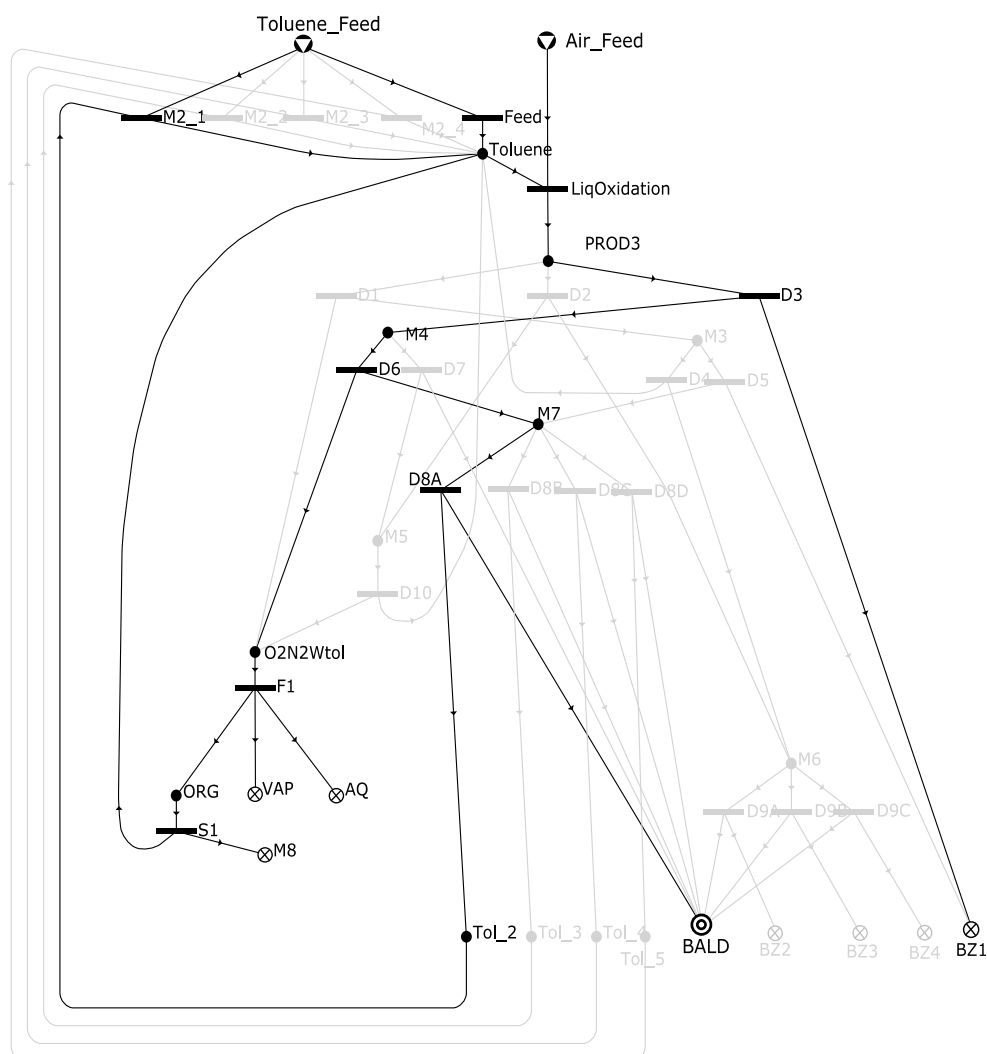 Toluene_Feed
Air_Feed
M2_1
M2_2
M2_3
M2_4
Feed
Toluene
LiqOxidation
PROD3
D1
D2
D3
M4
M3
D6
D7
D4
D5
M7
D8A
D8B
D8C
D8D
M5
D10
O2N2Wtol
F1
M6
ORG
VAP
AQ
D9A
D9B
D9C
S1
M8
Tol_2
Tol_3
Tol_4
Tol_5
BALD
BZ2
BZ3
BZ4
BZ1